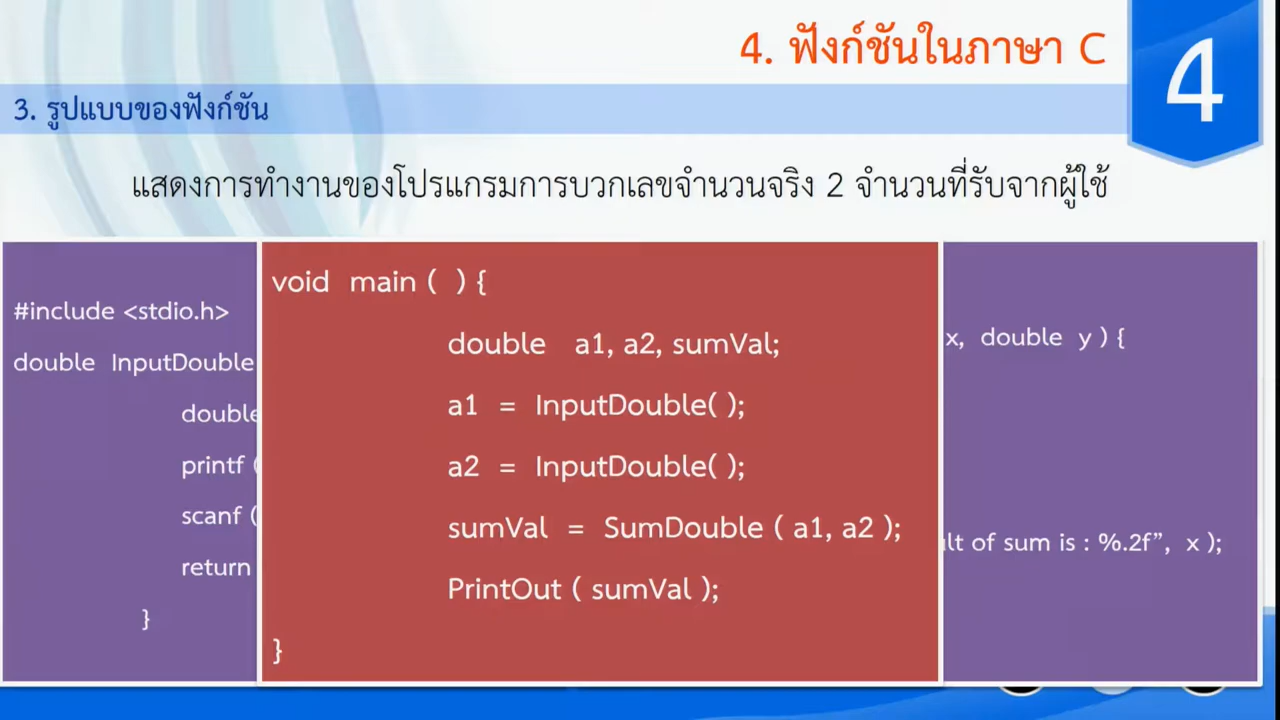 4. ฟังก์ชันในภาษา C
4
3. รูปแบบของฟังก์ชัน
แสดงการทำงานของโปรแกรมการบวกเลขจำนวนจริง 2 จำนวนที่รับจากผู้ใช้
#include <stdio.h>
double InputDouble
double
printf (
scanf (
return
}
void main ( ) {
double a1, a2, sumVal;
a1 = InputDouble( );
a2 = InputDouble( );
sumVal = SumDouble ( a1, a2 );
PrintOut ( sumVal );
}
x, double y ) {
lt of sum is : %.2f”, x );